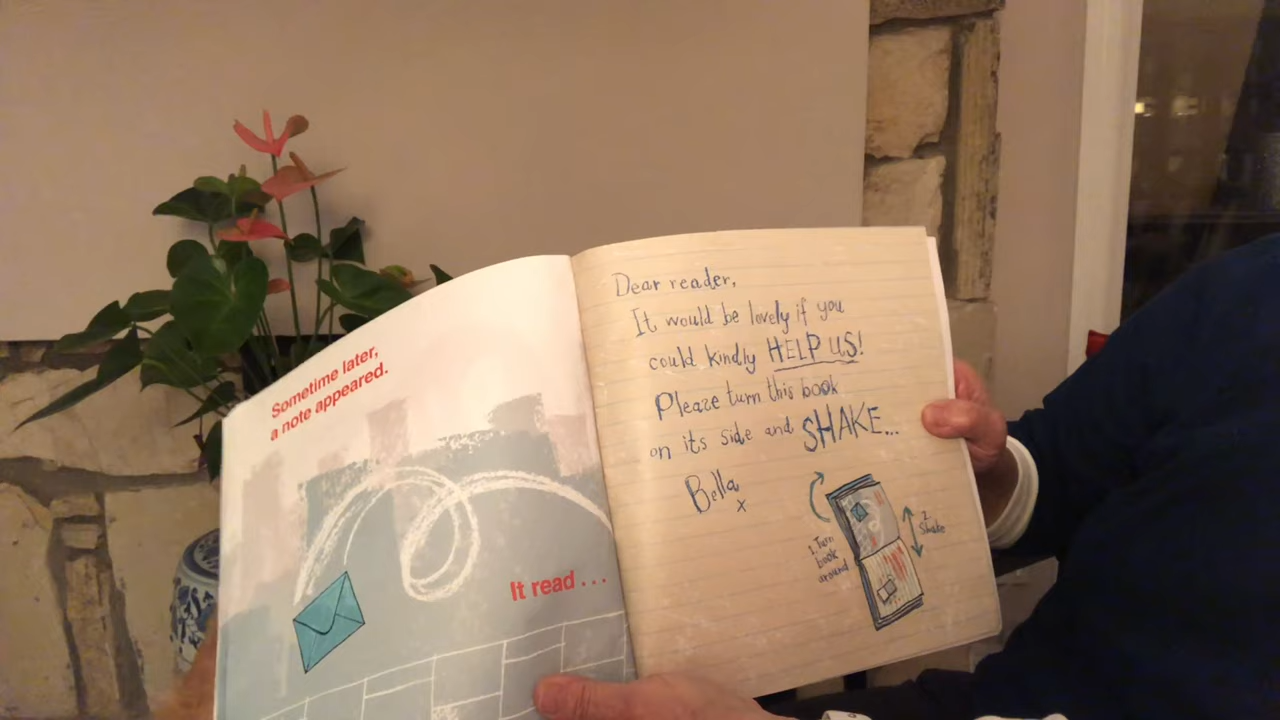 Sometime later,
a note appeared.
It read . . .
Dear reader,
It would be lovely if you
could kindly HELP US!
Please turn this book
on its side and SHAKE...
Bella
x
1. Turn
book
around
2.
Shake